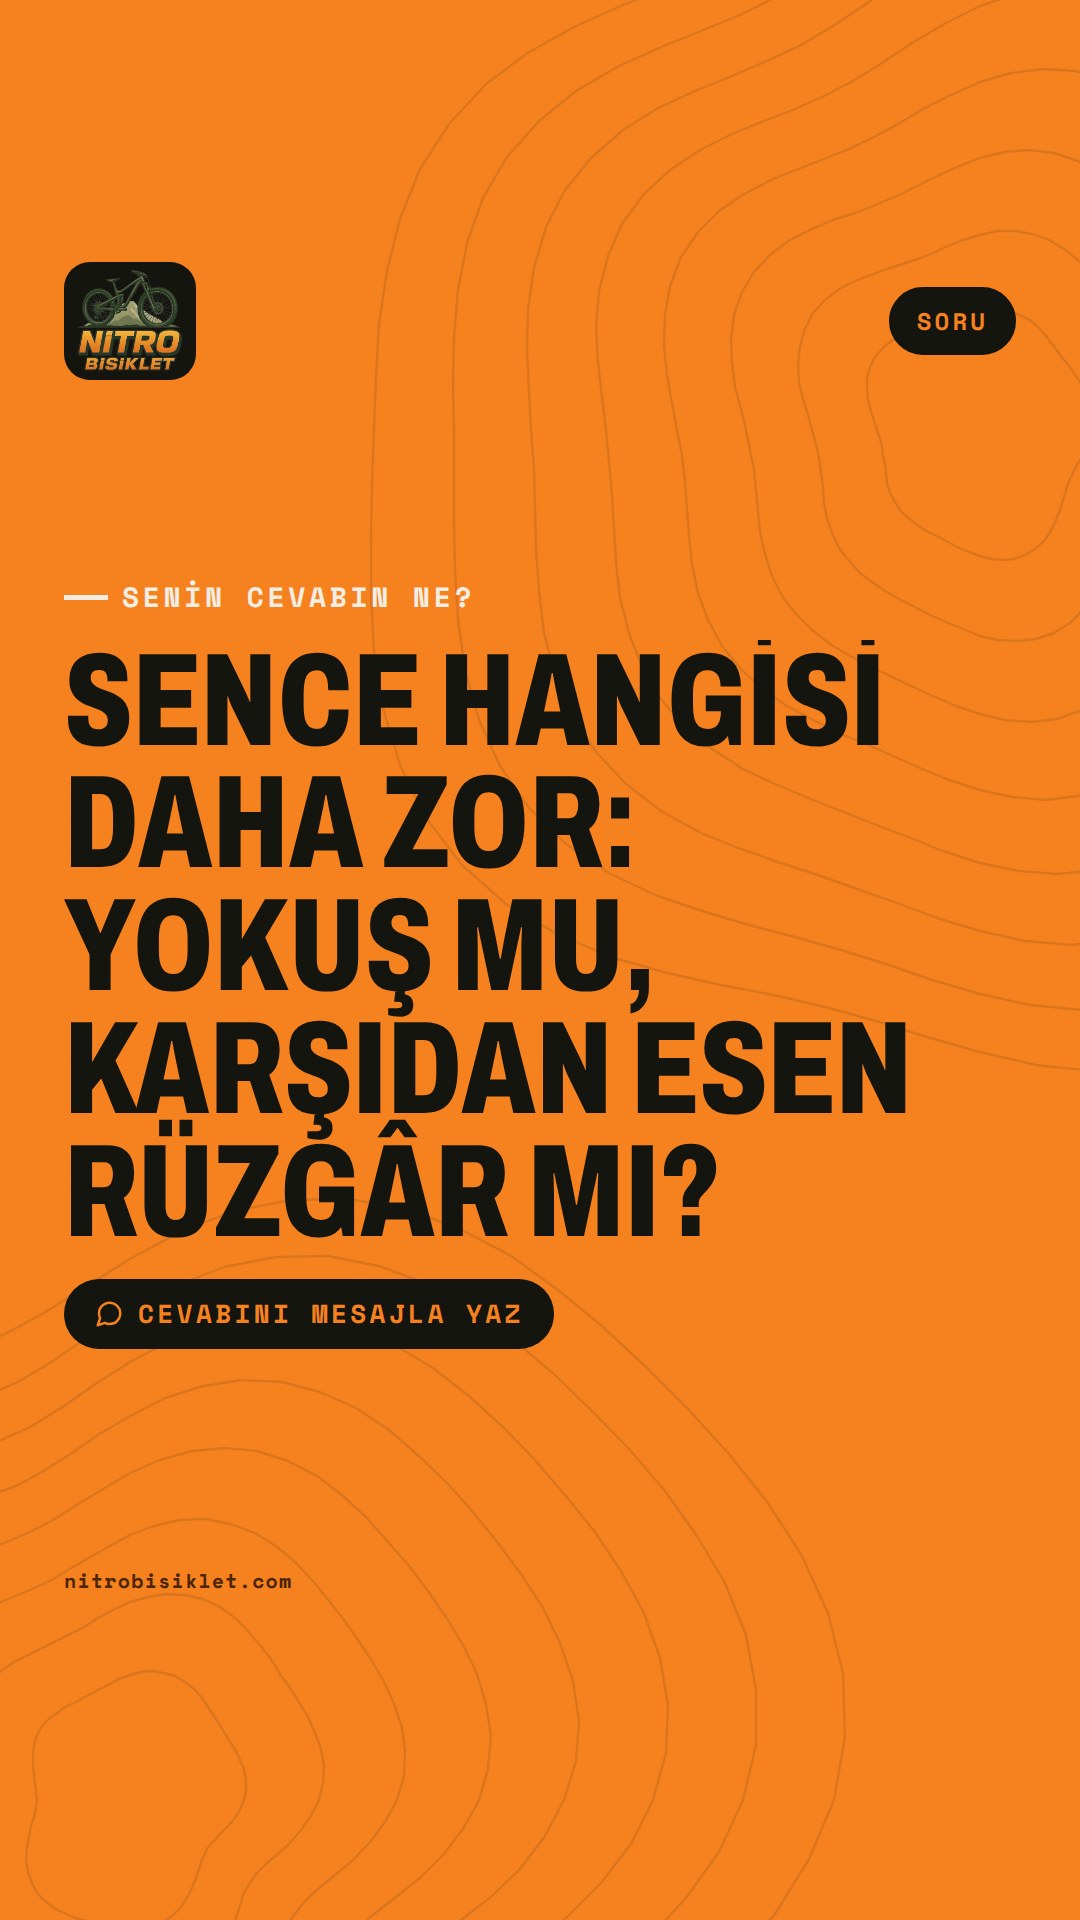 NiTRO
BiSiKLET
SORU
SENİN CEVABIN NE?
SENCE HANGİSİ
DAHA ZOR:
YOKUŞ MU,
KARŞIDAN ESEN
RÜZGÂR MI?
CEVABINI MESAJLA YAZ
nitrobisiklet.com